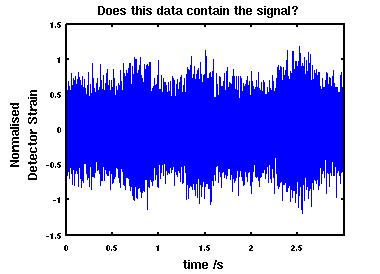 Does this data contain the signal?
1.5
1
0.5
0
-0.5
-1
-1.5
Normalised
Detector Strain
0 0.5 1 1.5 2 2.5
time /s